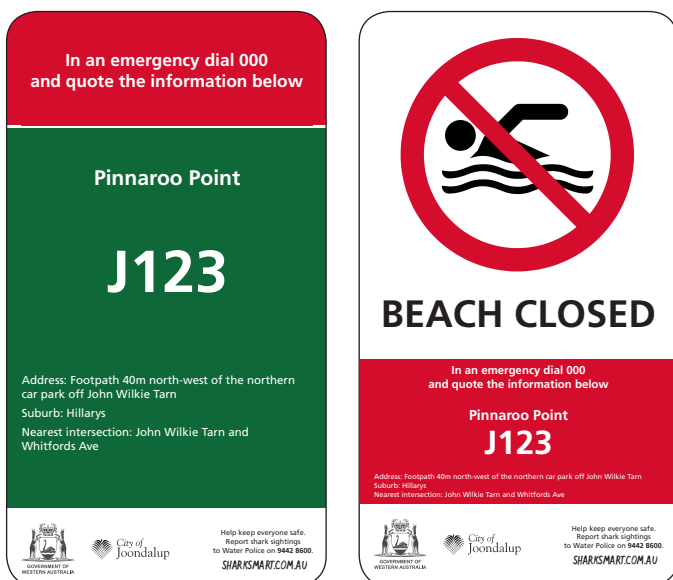 In an emergency dial 000
and quote the information below
Pinnaroo Point
J123
Address: Footpath 40m north-west of the northern
car park off John Wilkie Tarn
Suburb: Hillarys
Nearest intersection: John Wilkie Tarn and
Whitfords Ave
GOVERNMENT OF
WESTERN AUSTRALIA
City of
Joondalup
Help keep everyone safe.
Report shark sightings
to Water Police on 9442 8600.
SHARKSMART.COM.AU
BEACH CLOSED
In an emergency dial 000
and quote the information below
Pinnaroo Point
J123
Address: Footpath 40m north-west of the northern car park off John Wilkie Tarn
Suburb: Hillarys
Nearest intersection: John Wilkie Tarn and Whitfords Ave
GOVERNMENT OF
WESTERN AUSTRALIA
City of
Joondalup
Help keep everyone safe.
Report shark sightings
to Water Police on 9442 8600.
SHARKSMART.COM.AU